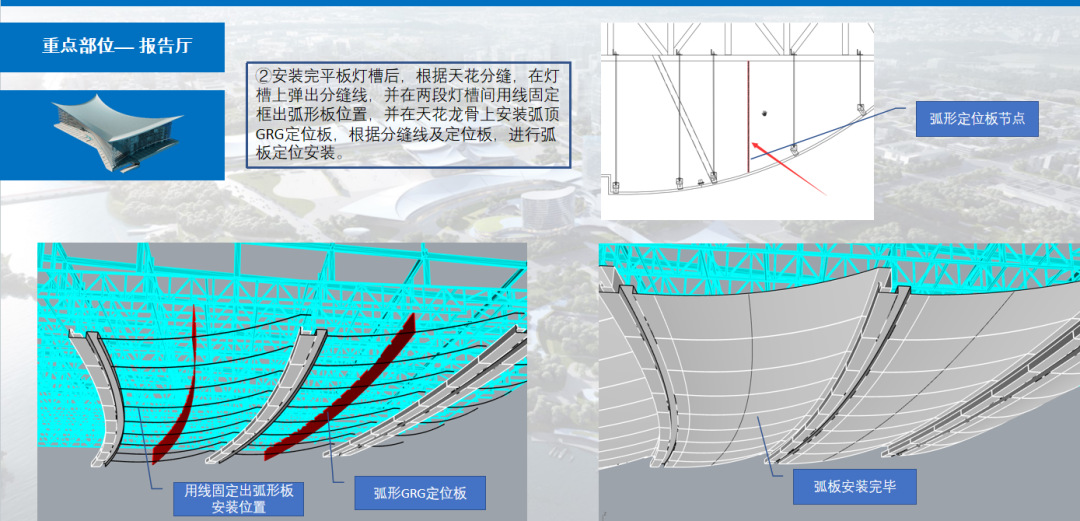 重点部位— 报告厅
②安装完平板灯槽后，根据天花分缝，在灯
槽上弹出分缝线，并在两段灯槽间用线固定
框出弧形板位置，并在天花龙骨上安装弧顶
GRG定位板，根据分缝线及定位板，进行弧
板定位安装。
弧形定位板节点
用线固定出弧形板
安装位置
弧形GRG定位板
弧板安装完毕